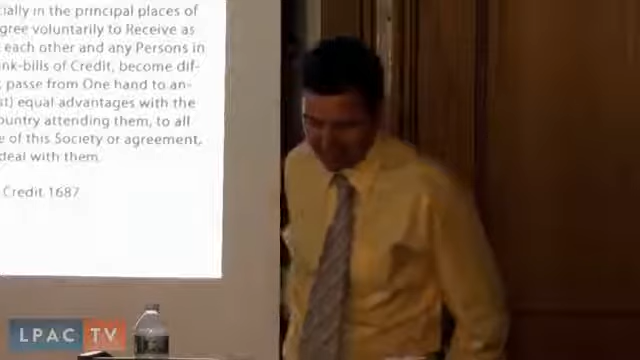 ially in the principal places of
gree voluntarily to Receive as
each other and any Persons in
nk-bills of Credit, become dif-
passe from One hand to an-
st) equal advantages with the
ountry attending them, to all
e of this Society or agreement,
deal with them.
Credit 1687
LPAC TV